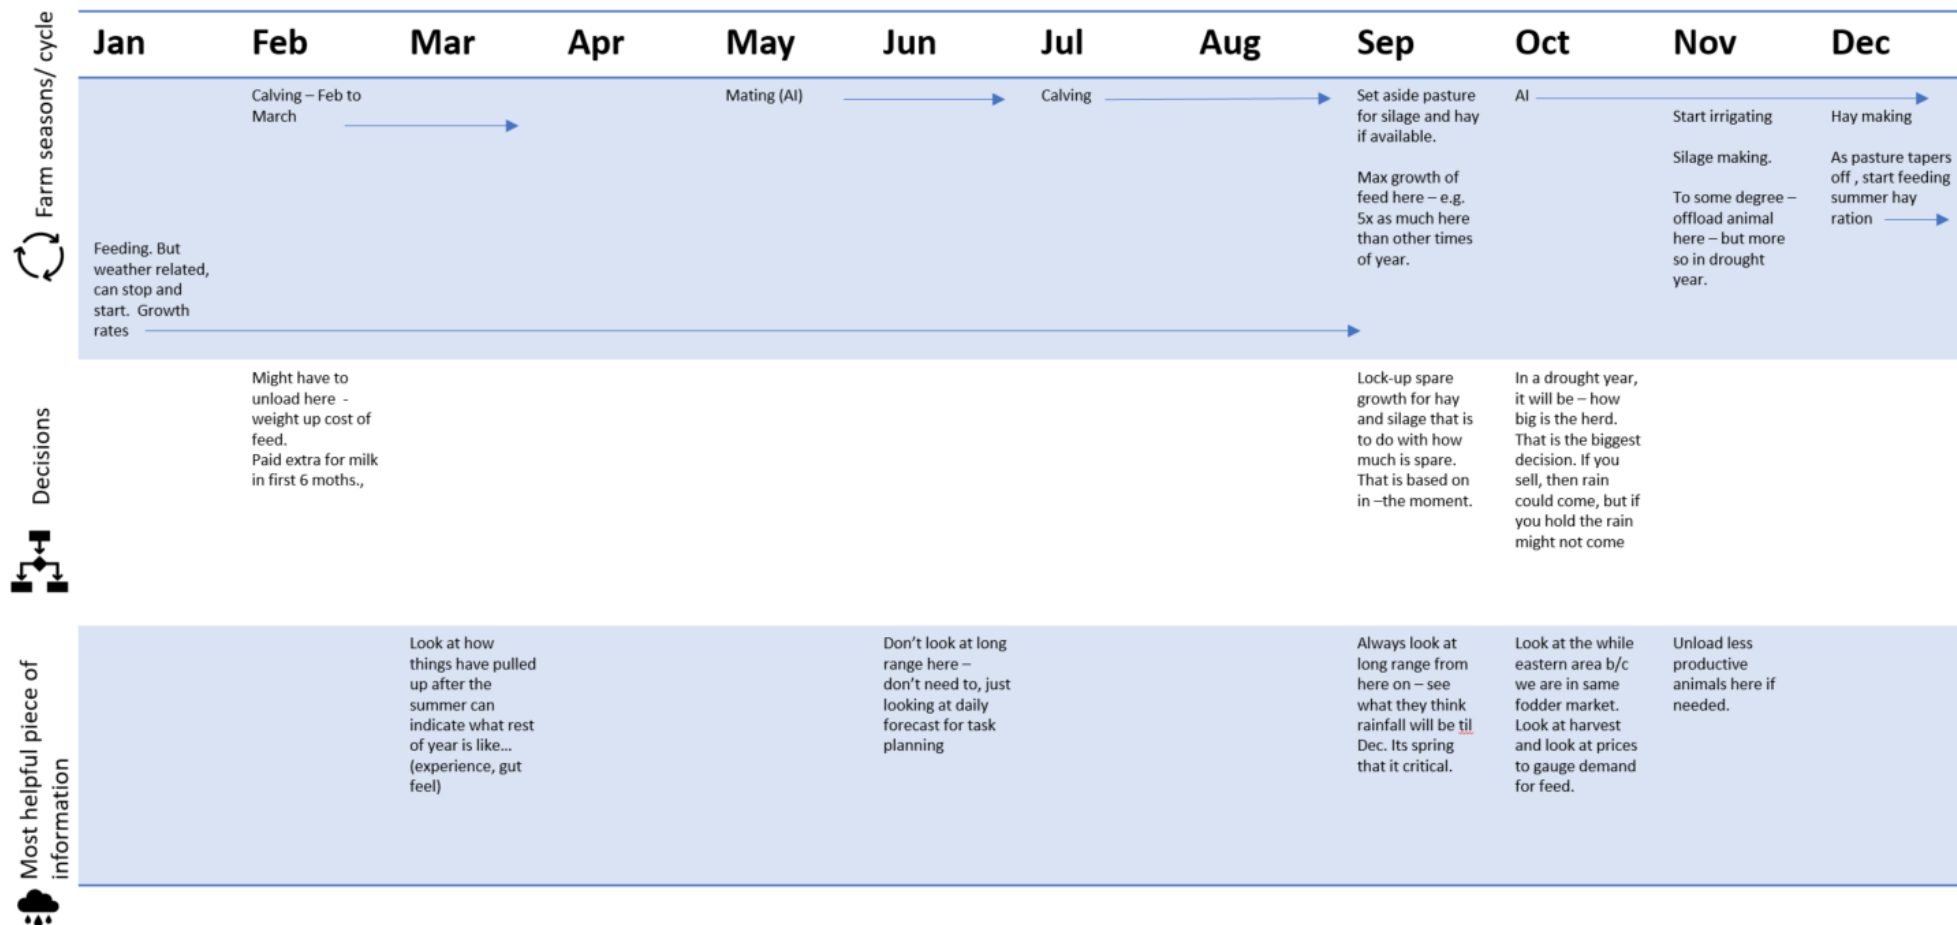 Farm seasons/ cycle
Jan
Feb
Mar
Apr
May
Jun
Jul
Aug
Sep
Oct
Nov
Dec
Feeding. But
weather related,
can stop and
start.  Growth
rates
Calving – Feb to
March
Mating (AI)
Calving
Set aside pasture
for silage and hay
if available.
Max growth of
feed here – e.g.
5x as much here
than other times
of year.
AI
Start irrigating
Silage making.
To some degree –
offload animal
here – but more
so in drought
year.
Hay making
As pasture tapers
off , start feeding
summer hay
ration
Decisions
Might have to
unload here  -
weight up cost of
feed.
Paid extra for milk
in first 6 moths.,
Lock-up spare
growth for hay
and silage that is
to do with how
much is spare.
That is based on
in –the moment.
In a drought year,
it will be – how
big is the herd.
That is the biggest
decision. If you
sell, then rain
could come, but if
you hold the rain
might not come
Most helpful piece of
information
Look at how
things have pulled
up after the
summer can
indicate what rest
of year is like…
(experience, gut
feel)
Don’t look at long
range here –
don’t need to, just
looking at daily
forecast for task
planning
Always look at
long range from
here on – see
what they think
rainfall will be til
Dec. Its spring
that it critical.
Look at the while
eastern area b/c
we are in same
fodder market.
Look at harvest
and look at prices
to gauge demand
for feed.
Unload less
productive
animals here if
needed.